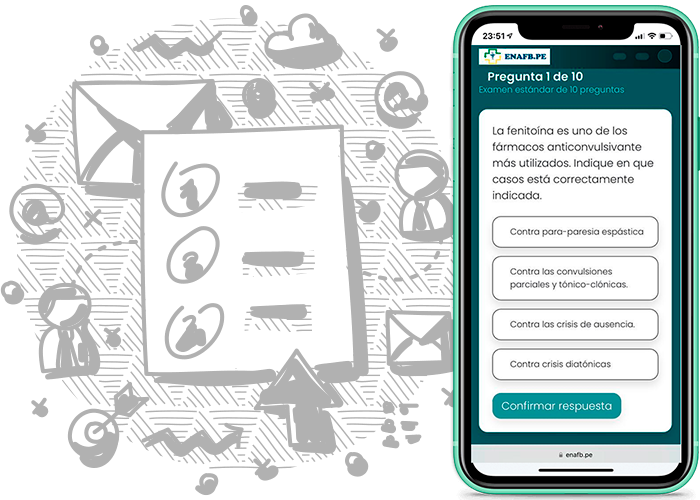 23:51
ENAFB.PE
Pregunta 1 de 10
Examen estándar de 10 preguntas
La fenitoína es uno de los
fármacos anticonvulsivante
más utilizados. Indique en que
casos está correctamente
indicada.
Contra para-paresia espástica
Contra las convulsiones
parciales y tónico-clónicas.
Contra las crisis de ausencia.
Contra crisis diatónicas
Confirmar respuesta
enafb.pe